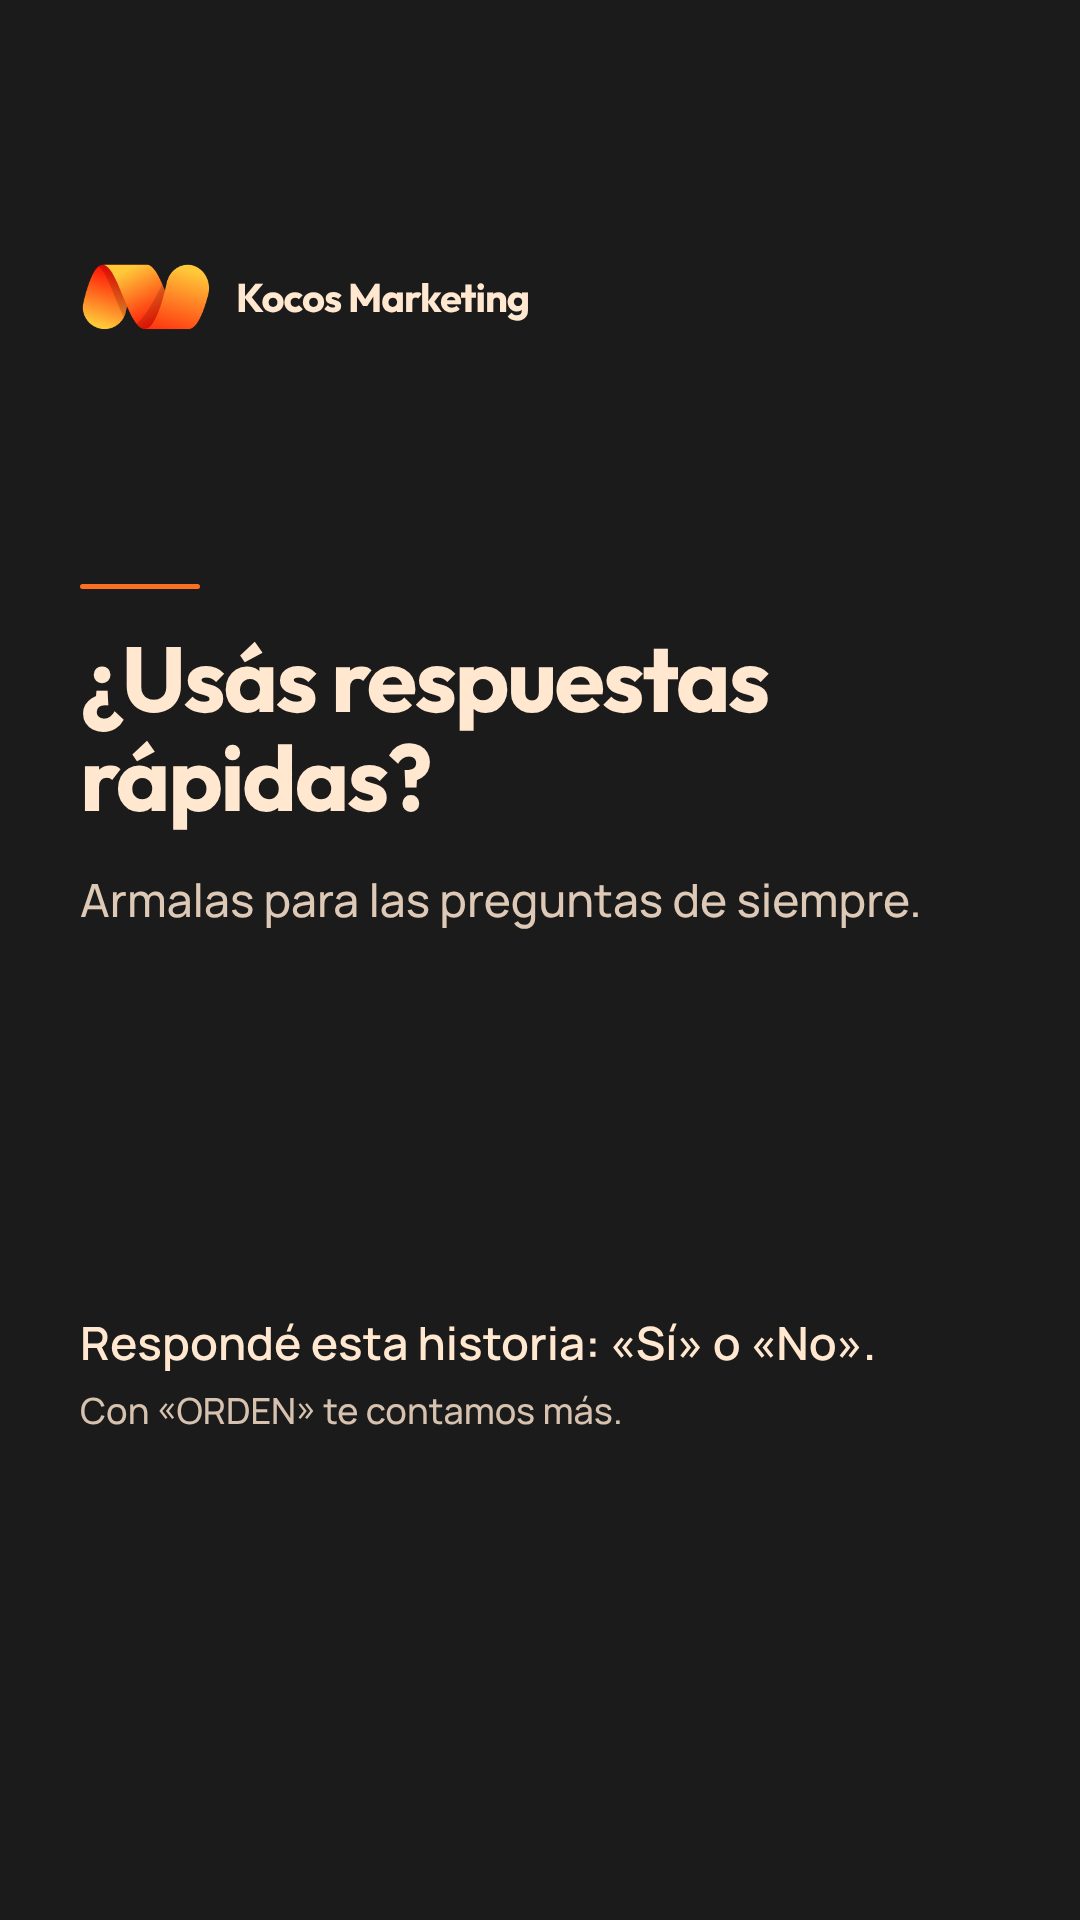 Kocos Marketing
¿Usás respuestas
rápidas?
Armalas para las preguntas de siempre.
Respondé esta historia: «Sí» o «No».
Con «ORDEN» te contamos más.